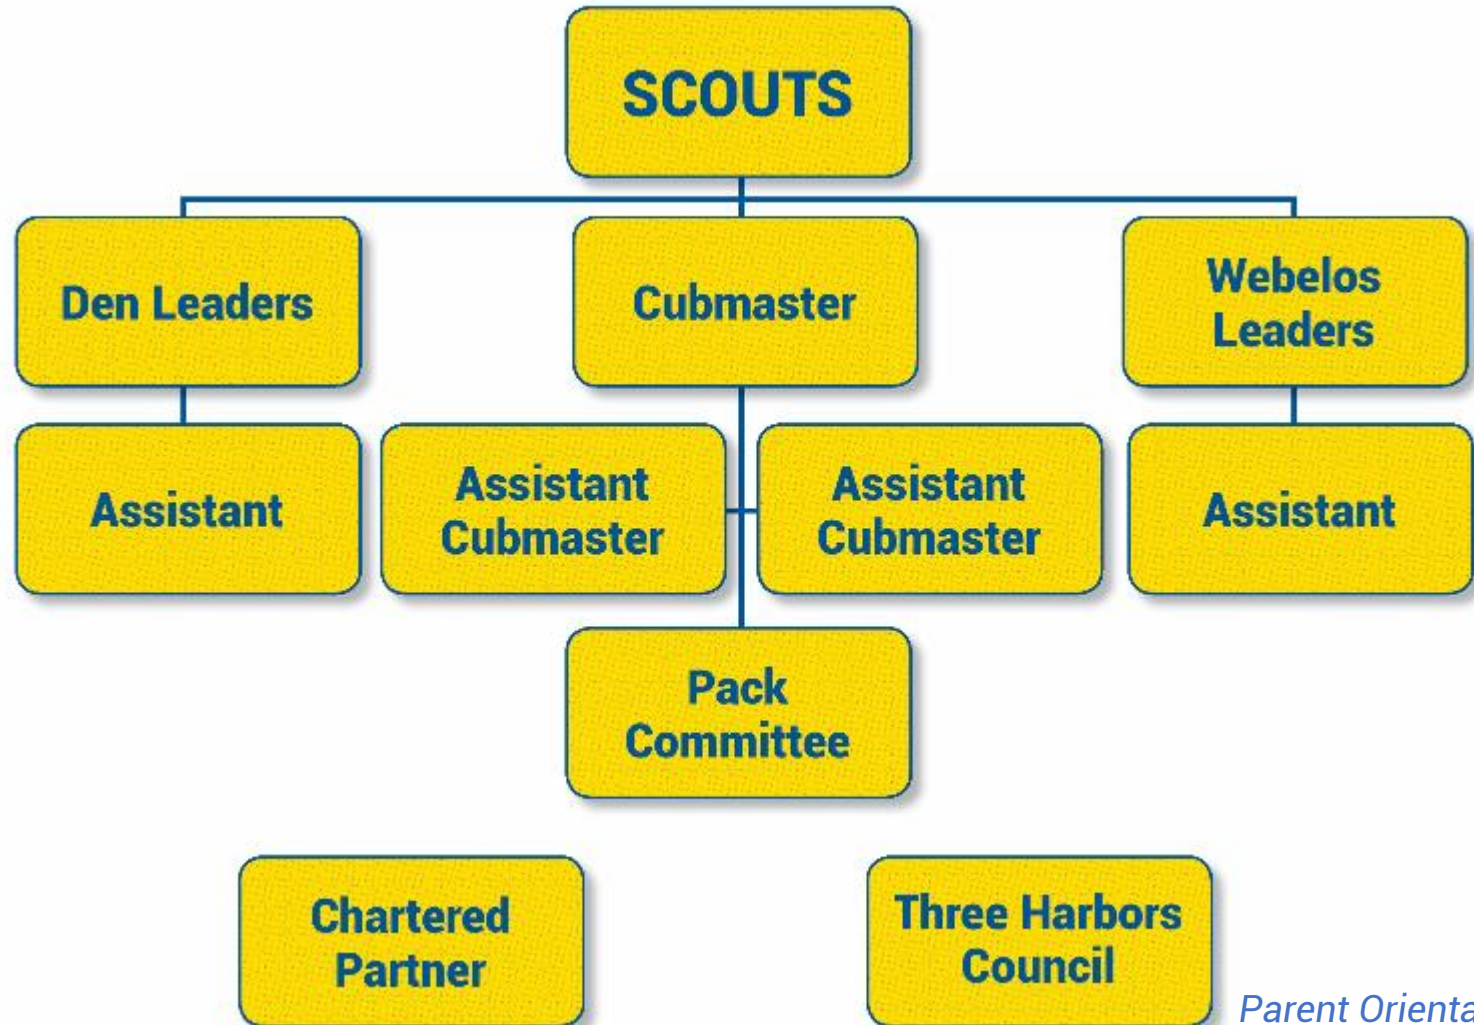 SCOUTS
Den Leaders
Cubmaster
Webelos
Leaders
Assistant
Assistant
Cubmaster
Assistant
Cubmaster
Assistant
Pack
Committee
Chartered
Partner
Three Harbors
Council
Parent